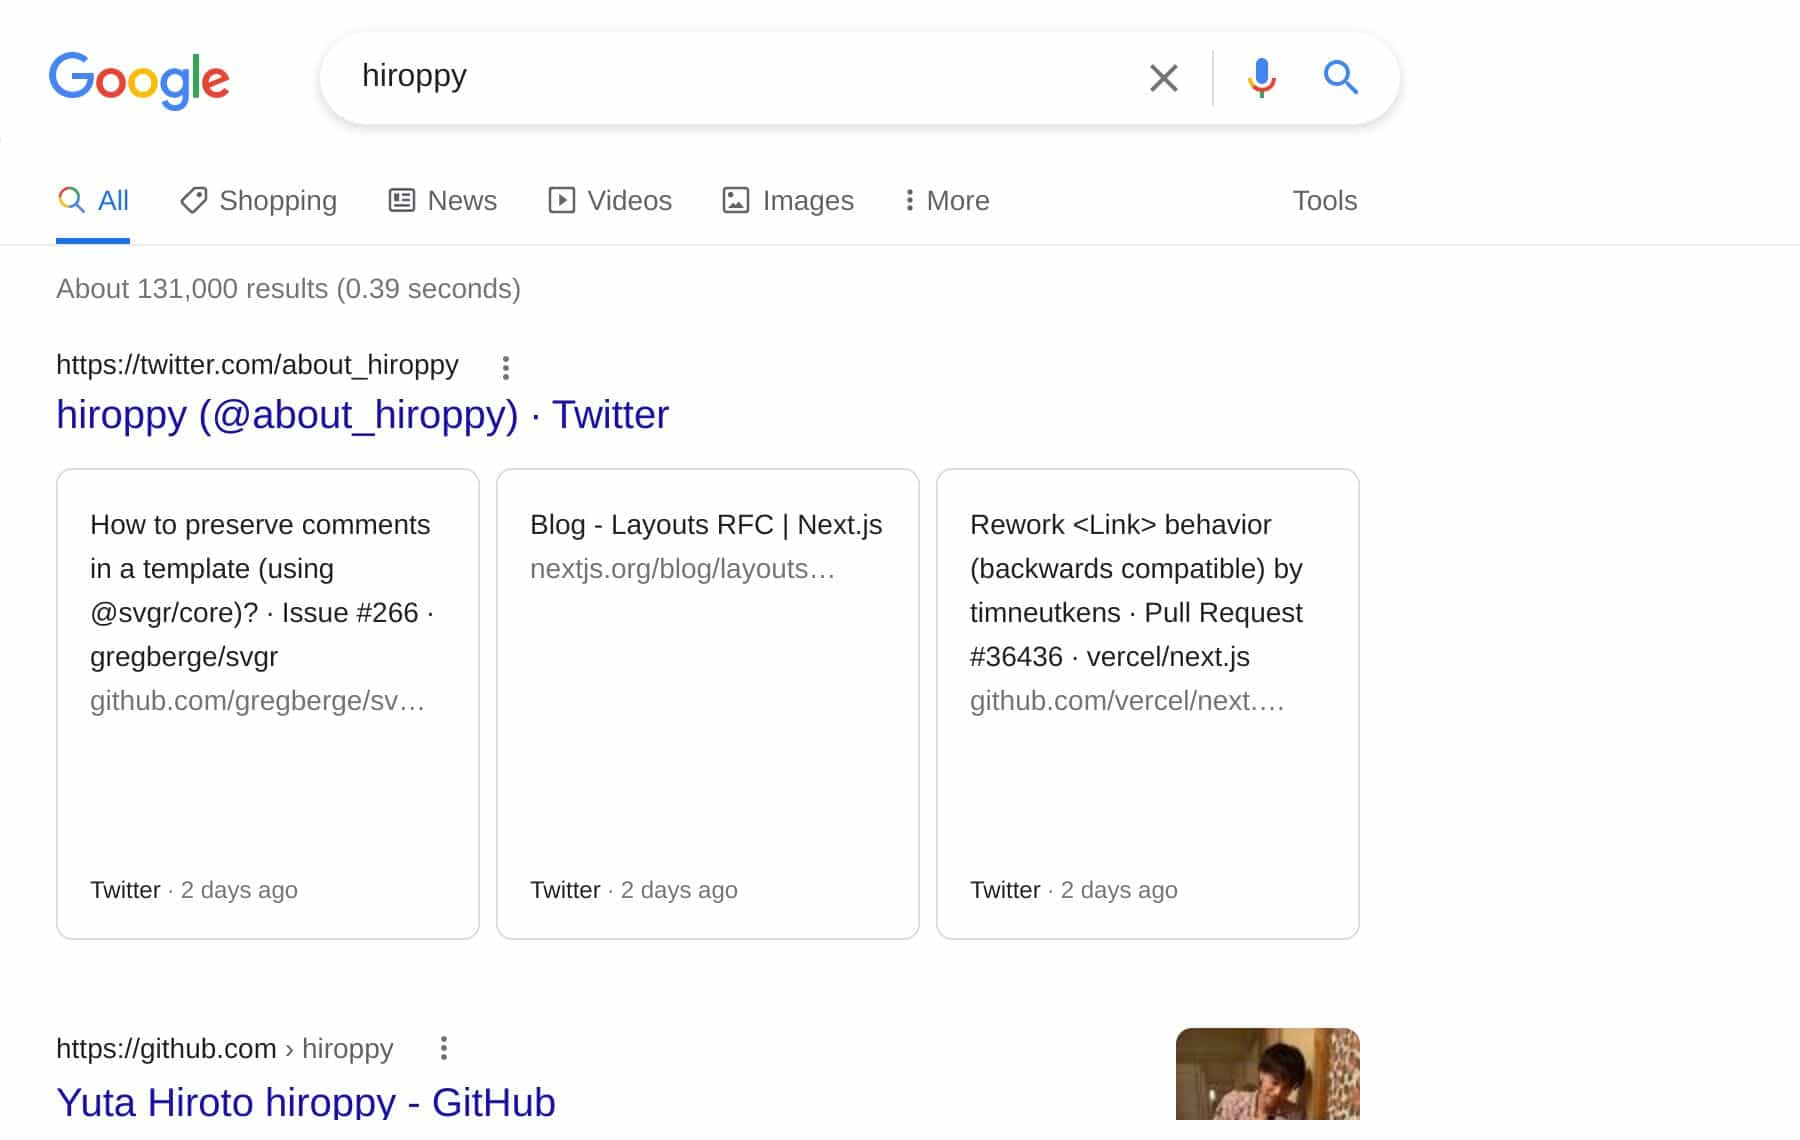 Google
hiroppy
All
Shopping
News
Videos
Images
More
Tools
About 131,000 results (0.39 seconds)
https://twitter.com/about_hiroppy
hiroppy (@about_hiroppy) · Twitter
How to preserve comments
in a template (using
@svgr/core)? · Issue #266 ·
gregberge/svgr
github.com/gregberge/sv…
Twitter · 2 days ago
Blog - Layouts RFC | Next.js
nextjs.org/blog/layouts…
Twitter · 2 days ago
Rework <Link> behavior
(backwards compatible) by
timneutkens · Pull Request
#36436 · vercel/next.js
github.com/vercel/next.…
Twitter · 2 days ago
https://github.com › hiroppy
Yuta Hiroto hiroppy - GitHub